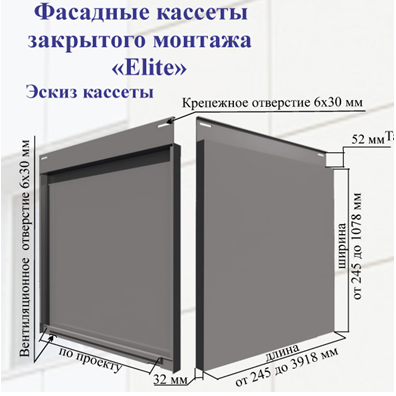 Фасадные кассеты
закрытого монтажа
«Elite»
Эскиз кассеты
Крепежное отверстие 6х30 мм
52 мм
Та
Вентиляционное отверстие 6х30 мм
ширина
от 245 до 1078 мм
по проекту
32 мм
длина
от 245 до 3918 мм